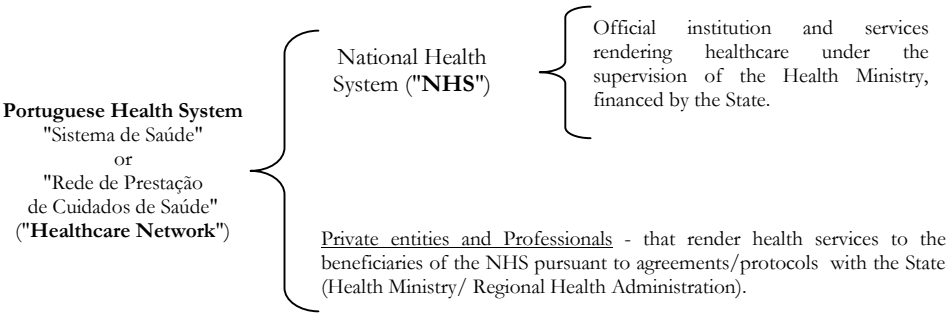 Portuguese Health System
"Sistema de Saúde"
or
"Rede de Prestação
de Cuidados de Saúde"
("Healthcare Network")
National Health
System ("NHS")
Official institution and services
rendering healthcare under the
supervision of the Health Ministry,
financed by the State.
Private entities and Professionals - that render health services to the
beneficiaries of the NHS pursuant to agreements/protocols with the State
(Health Ministry/ Regional Health Administration).